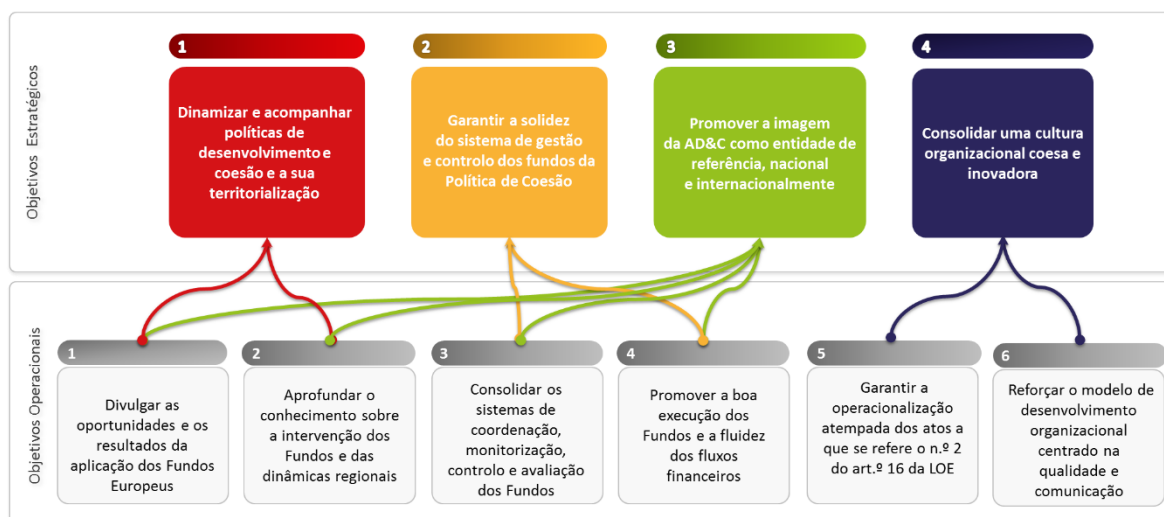 Objetivos Estratégicos
1
Dinamizar e acompanhar
políticas de
desenvolvimento e
coesão e a sua
territorialização
2
Garantir a solidez
do sistema de gestão
e controlo dos fundos da
Política de Coesão
3
Promover a imagem
da AD&C como entidade de
referência, nacional
e internacionalmente
4
Consolidar uma cultura
organizacional coesa e
inovadora
Objetivos Operacionais
1
Divulgar as
oportunidades e os
resultados da
aplicação dos Fundos
Europeus
2
Aprofundar o
conhecimento sobre
a intervenção dos
Fundos e das
dinâmicas regionais
3
Consolidar os
sistemas de
coordenação,
monitorização,
controlo e avaliação
dos Fundos
4
Promover a boa
execução dos
Fundos e a fluidez
dos fluxos
financeiros
5
Garantir a
operacionalização
atempada dos atos a
que se refere o n.º 2
do art.º 16 da LOE
6
Reforçar o modelo de
desenvolvimento
organizacional
centrado na
qualidade e
comunicação